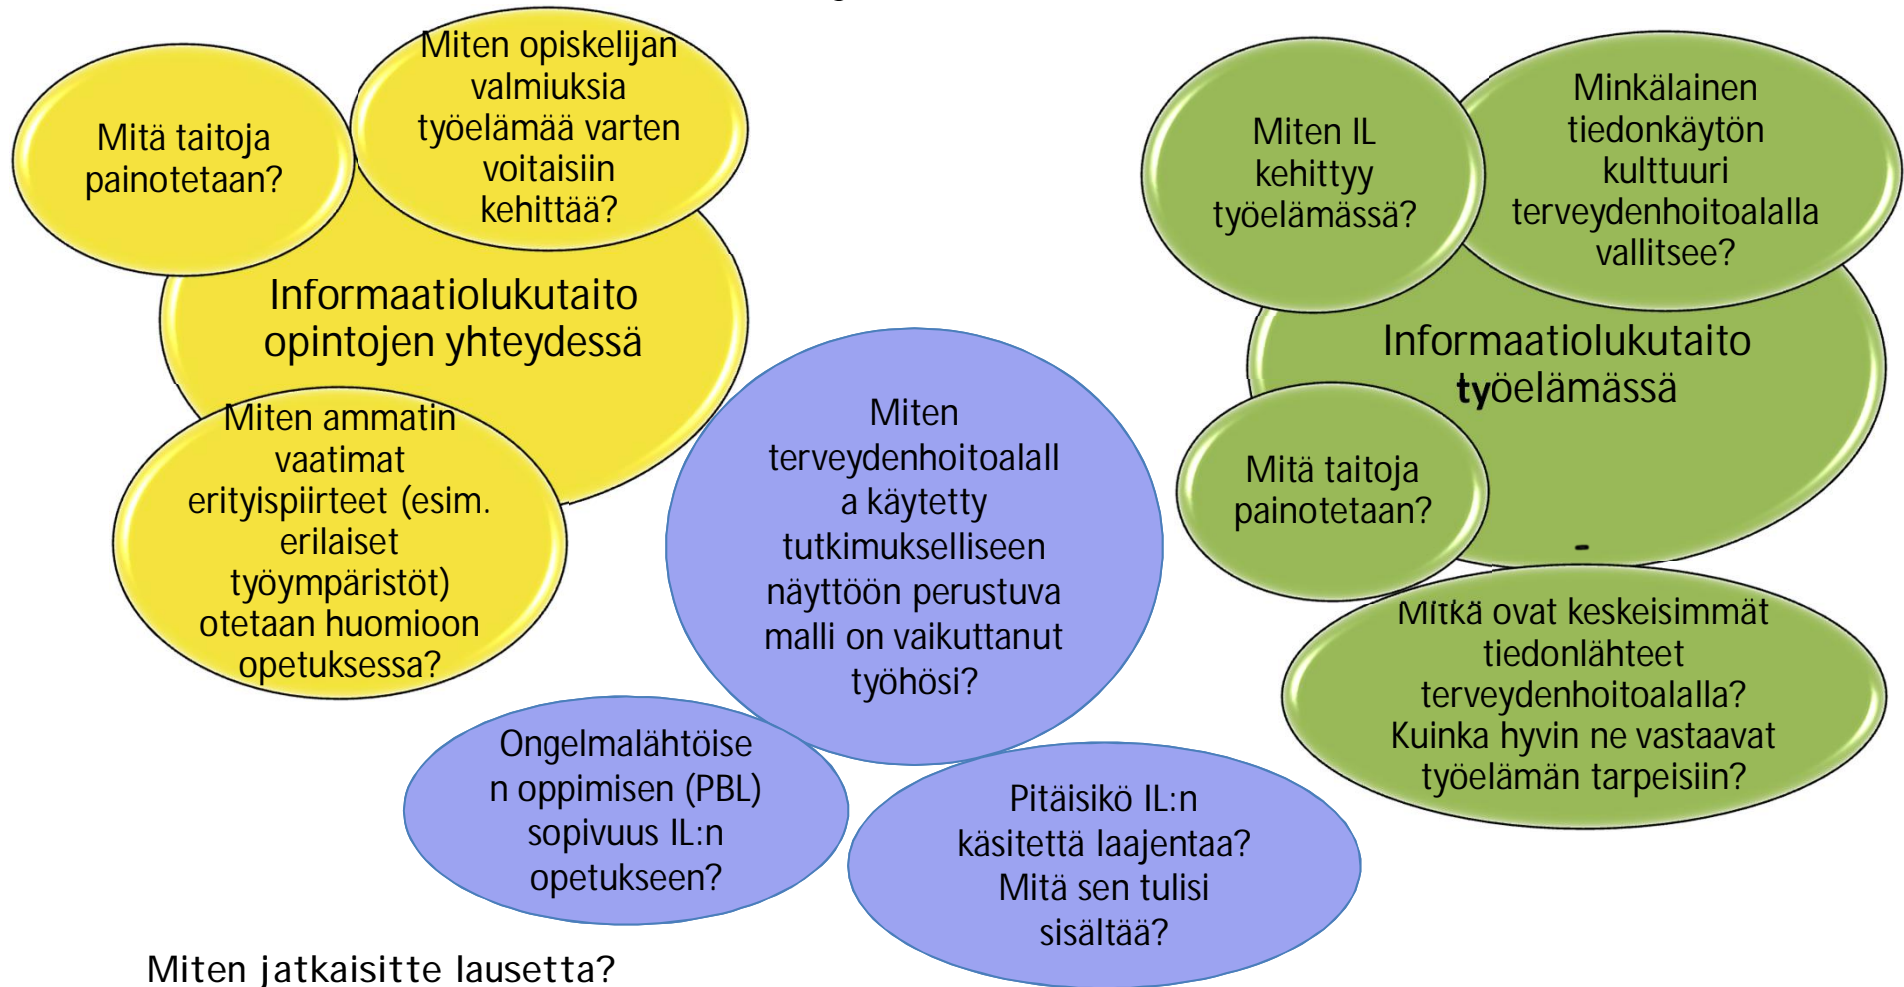 Mitä taitoja
painotetaan?
Miten opiskelijan
valmiuksia
työelämää varten
voitaisiin
kehittää?
Informaatiolukutaito
opintojen yhteydessä
Miten ammatin
vaatimat
erityispiirteet (esim.
erilaiset
työympäristöt)
otetaan huomioon
opetuksessa?
Miten
terveydenhoitoalall
a käytetty
tutkimukselliseen
näyttöön perustuva
malli on vaikuttanut
työhösi?
Ongelmalähtöise
n oppimisen (PBL)
sopivuus IL:n
opetukseen?
Pitäisikö IL:n
käsitettä laajentaa?
Mitä sen tulisi
sisältää?
Miten IL
kehittyy
työelämässä?
Minkälainen
tiedonkäytön
kulttuuri
terveydenhoitoalalla
vallitsee?
Informaatiolukutaito
työelämässä
Mitä taitoja
painotetaan?
-
Mitkä ovat keskeisimmät
tiedonlähteet
terveydenhoitoalalla?
Kuinka hyvin ne vastaavat
työelämän tarpeisiin?
Miten jatkaisitte lausetta?